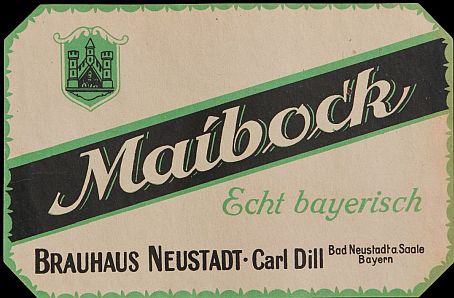 Maibock
Echt bayerisch
BRAUHAUS NEUSTADT · Carl Dill Bad Neustadt a. Saale
Bayern